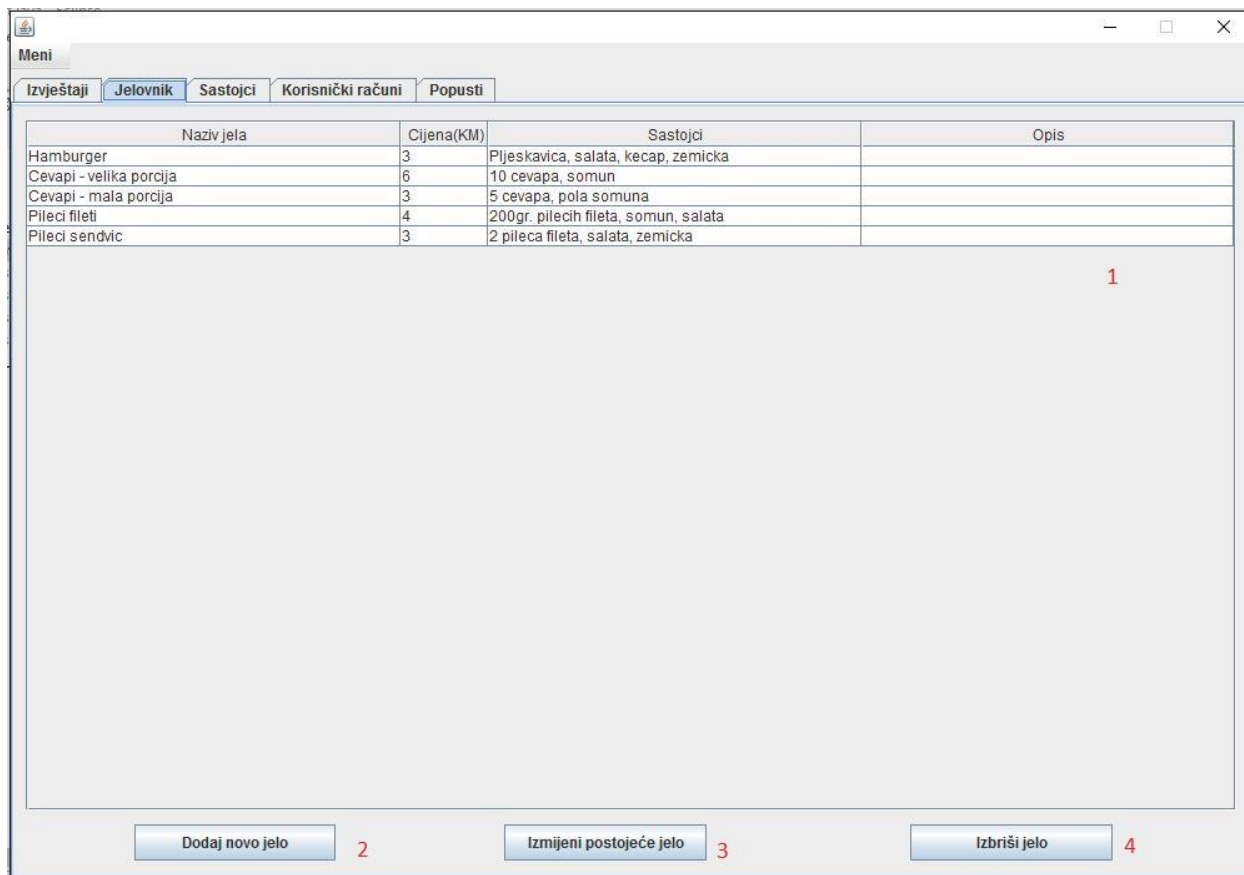 Meni
Izvještaji Jelovnik Sastojci Korisnički računi Popusti
Naziv jela Cijena(KM) Sastojci Opis
Hamburger 3 Pljeskavica, salata, kecap, zemicka
Cevapi - velika porcija 6 10 cevapa, somun
Cevapi - mala porcija 3 5 cevapa, pola somuna
Pileci fileti 4 200gr. pilecih fileta, somun, salata
Pileci sendvic 3 2 pileca fileta, salata, zemicka
1
Dodaj novo jelo 2 Izmijeni postojeće jelo 3 Izbriši jelo 4